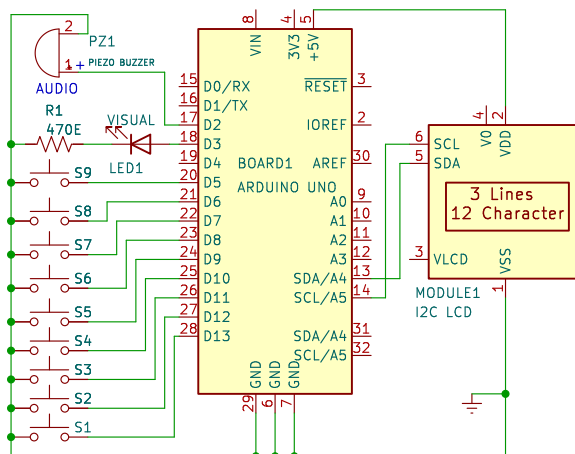 2
PZ1
1
+
PIEZO BUZZER
AUDIO
R1
470E
VISUAL
LED1
S9
S8
S7
S6
S5
S4
S3
S2
S1
8
4
5
VIN
3V3
+5V
15 D0/RX
16 D1/TX
17 D2
18 D3
19 D4
20 D5
21 D6
22 D7
23 D8
24 D9
25 D10
26 D11
27 D12
28 D13
BOARD1
ARDUINO UNO
RESET 3
IOREF 2
AREF 30
A0 9
A1 10
A2 11
A3 12
SDA/A4 13
SCL/A5 14
SDA/A4 31
SCL/A5 32
GND
GND
GND
29
6
7
4
2
V0
VDD
6 SCL
5 SDA
3 Lines
12 Character
3 VLCD
VSS
1
MODULE1
I2C LCD